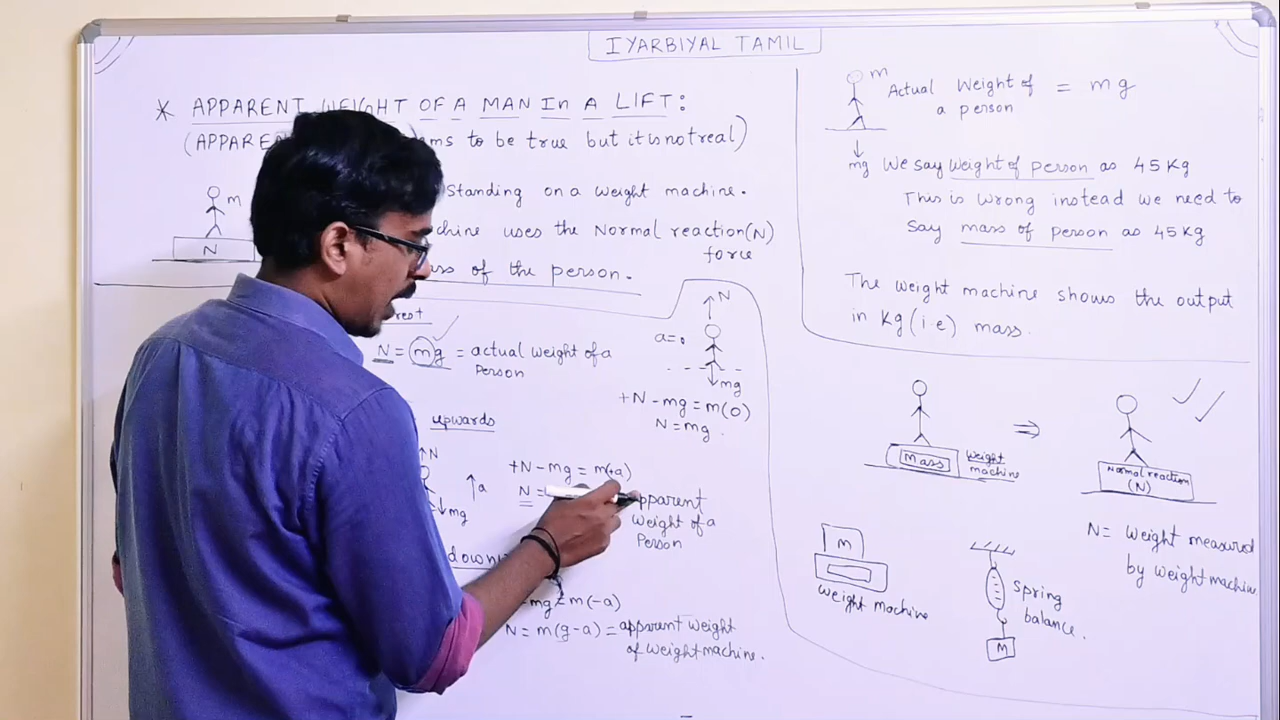 IYARBIYAL TAMIL
* APPARENT WEIGHT OF A MAN In A LIFT:
to be true but it is not real)
m
Standing on a weight machine.
N
uses the Normal reaction(N)
force
of the person.
N = mg = actual weight of a
person
N
a = 0
mg
+N - mg = m(0)
N = mg.
upwards
N
a
mg
+N - mg = m(+a)
N =
apparent
weight of a
Person
mg = m(-a)
N = m(g-a) = apparent weight
of weight machine.
m
Actual Weight of = mg
a person
mg
We say weight of person as 45 Kg
This is wrong instead we need to
Say mass of person as 45 Kg
The weight machine shows the output
in Kg (i.e) mass.
Mass
weight
machine
⇒
Normal reaction
(N)
N = Weight measured
by weight machine.
M
Weight Machine
Spring
balance.
M